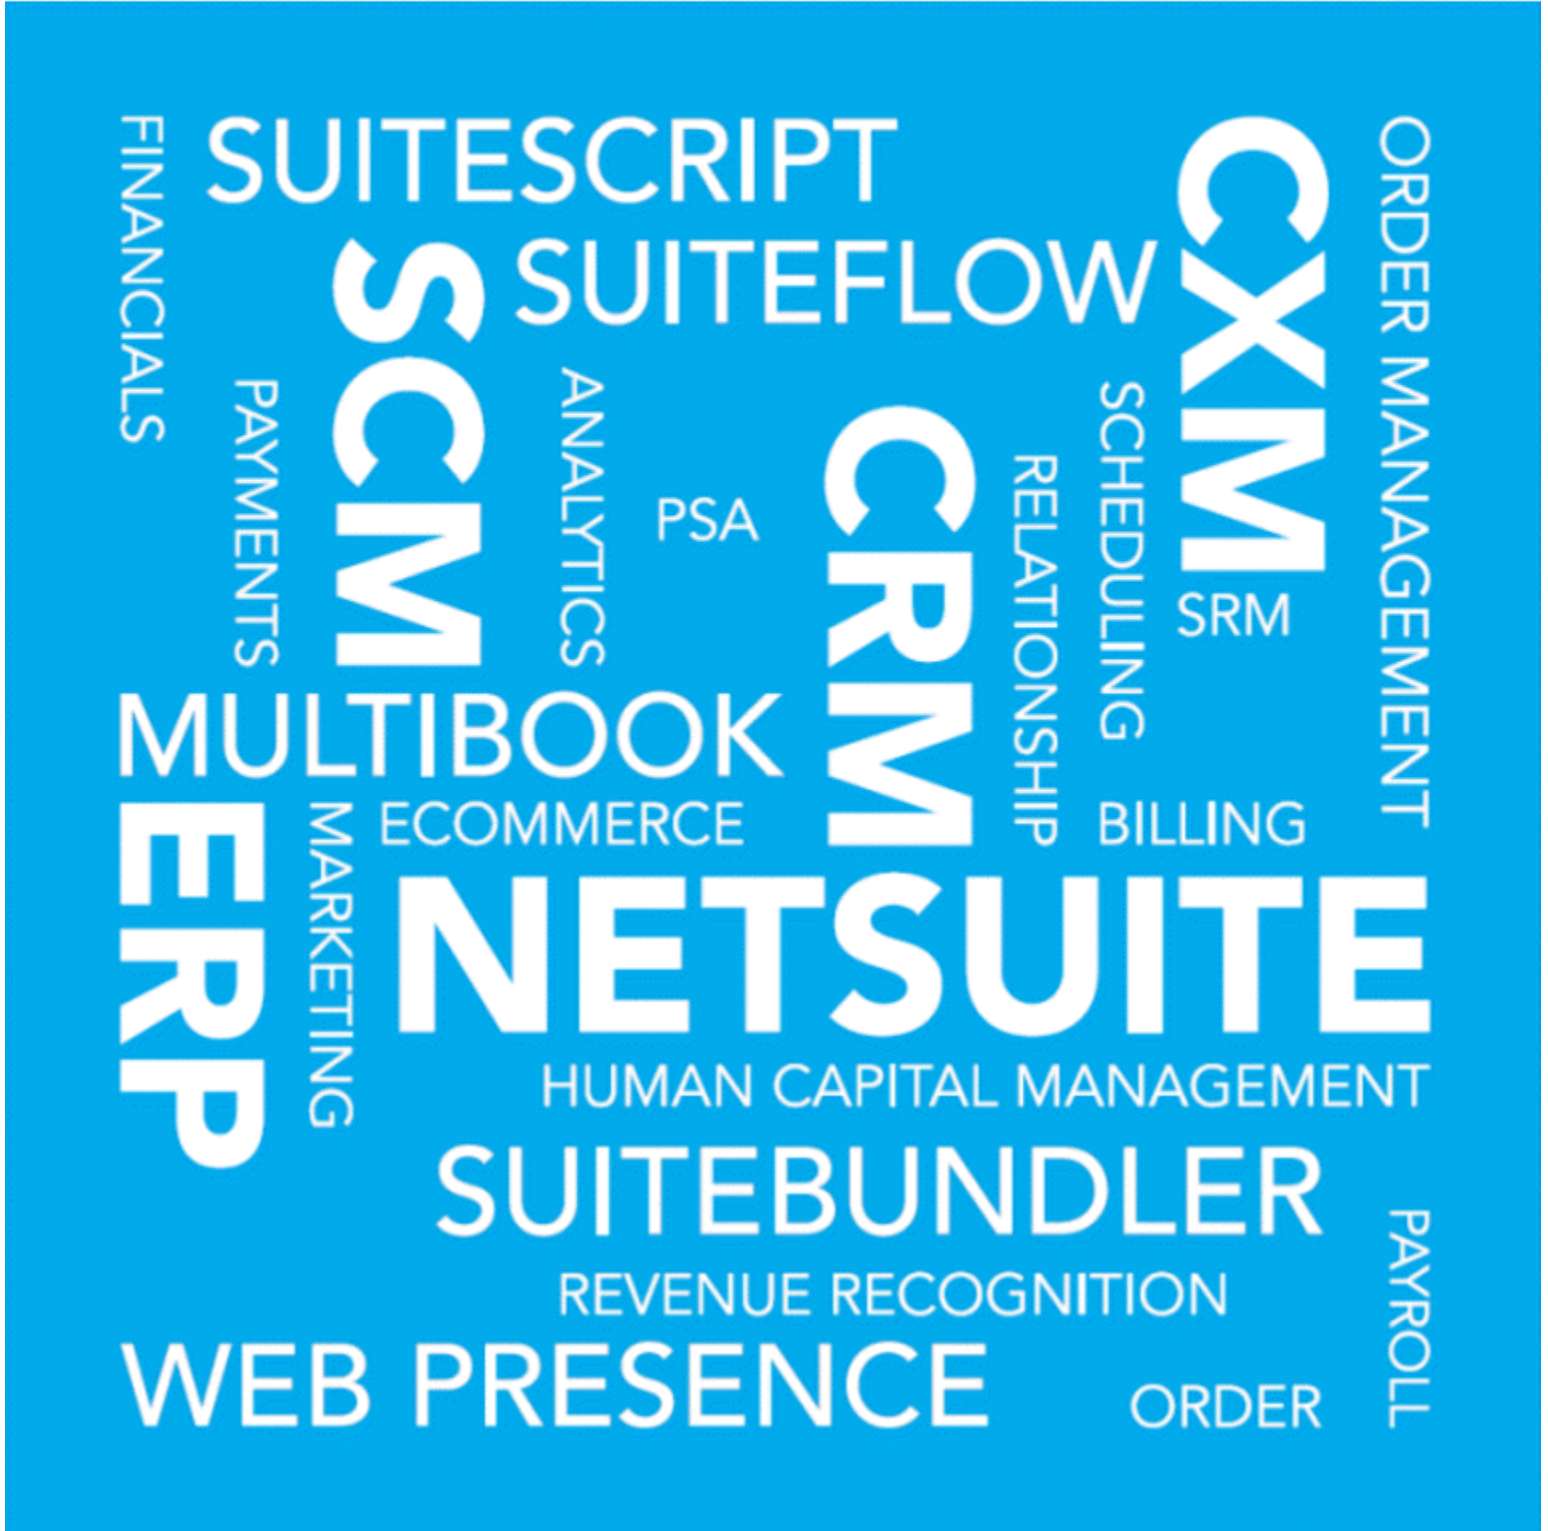 FINANCIALS
SUITESCRIPT
CXM
ORDER MANAGEMENT
SCM
SUITEFLOW
PAYMENTS
ANALYTICS
PSA
CRM
RELATIONSHIP
SCHEDULING
SRM
MULTIBOOK
ERP
MARKETING
ECOMMERCE
BILLING
NETSUITE
HUMAN CAPITAL MANAGEMENT
SUITEBUNDLER
PAYROLL
REVENUE RECOGNITION
WEB PRESENCE
ORDER